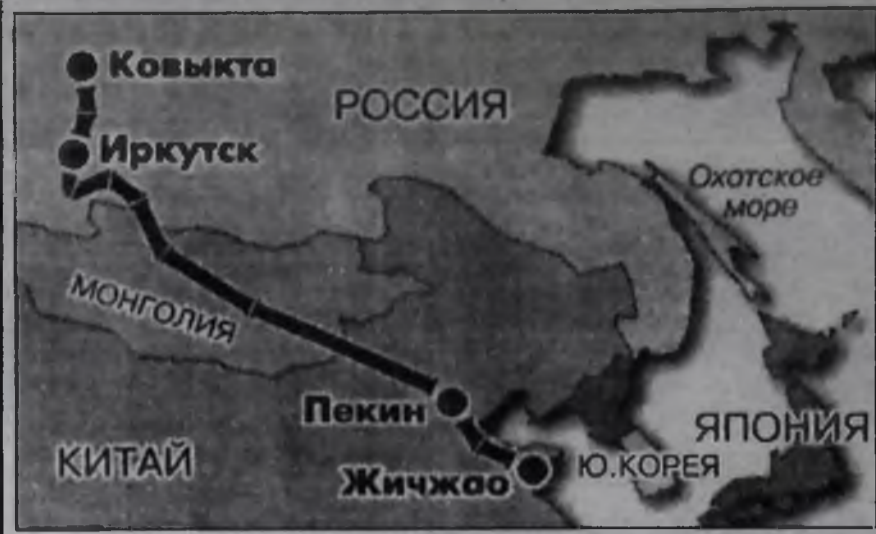 Ковыкта
РОССИЯ
Иркутск
Охотское
море
МОНГОЛИЯ
Пекин
ЯПОНИЯ
КИТАЙ
Ю.КОРЕЯ
Жичжао